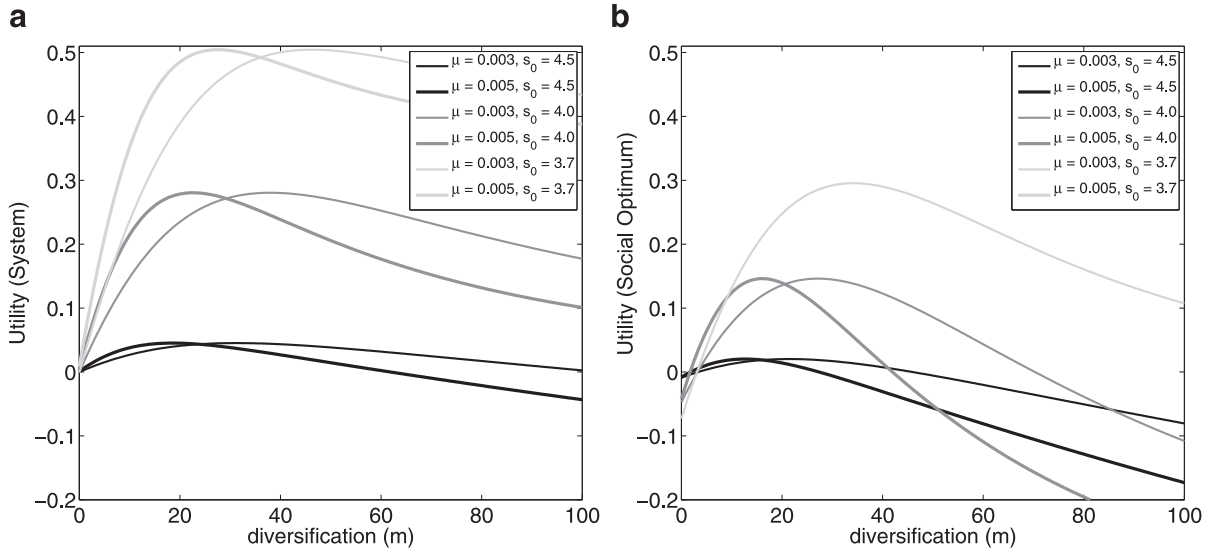 a
b
0.5
0.4
0.3
0.2
0.1
0
−0.1
−0.2
Utility (System)
0 20 40 60 80 100
diversification (m)
μ = 0.003, s0 = 4.5
μ = 0.005, s0 = 4.5
μ = 0.003, s0 = 4.0
μ = 0.005, s0 = 4.0
μ = 0.003, s0 = 3.7
μ = 0.005, s0 = 3.7
0.5
0.4
0.3
0.2
0.1
0
−0.1
−0.2
Utility (Social Optimum)
0 20 40 60 80 100
diversification (m)
μ = 0.003, s0 = 4.5
μ = 0.005, s0 = 4.5
μ = 0.003, s0 = 4.0
μ = 0.005, s0 = 4.0
μ = 0.003, s0 = 3.7
μ = 0.005, s0 = 3.7